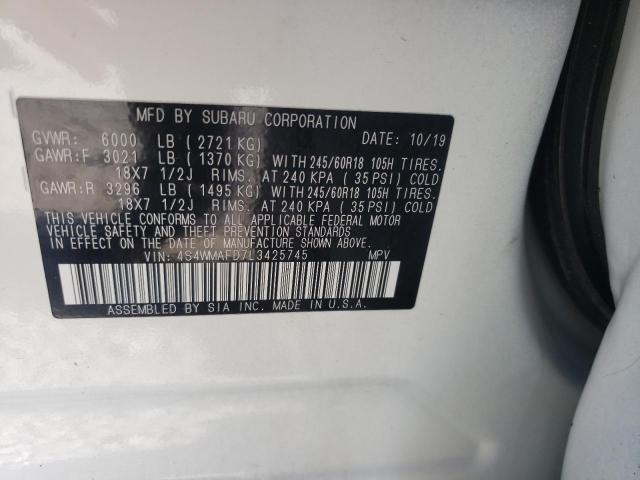 MFD BY SUBARU CORPORATION
GVWR: 6000 LB ( 2721 KG) DATE: 10/19
GAWR:F 3021 LB ( 1370 KG) WITH 245/60R18 105H TIRES.
18X7 1/2J RIMS. AT 240 KPA ( 35 PSI) COLD
GAWR:R 3296 LB ( 1495 KG) WITH 245/60R18 105H TIRES.
18X7 1/2J RIMS. AT 240 KPA ( 35 PSI) COLD
THIS VEHICLE CONFORMS TO ALL APPLICABLE FEDERAL MOTOR
VEHICLE SAFETY AND THEFT PREVENTION STANDARDS
IN EFFECT ON THE DATE OF MANUFACTURE SHOWN ABOVE.
VIN: 4S4WMAFD7L3425745 MPV
ASSEMBLED BY SIA INC. MADE IN U.S.A.